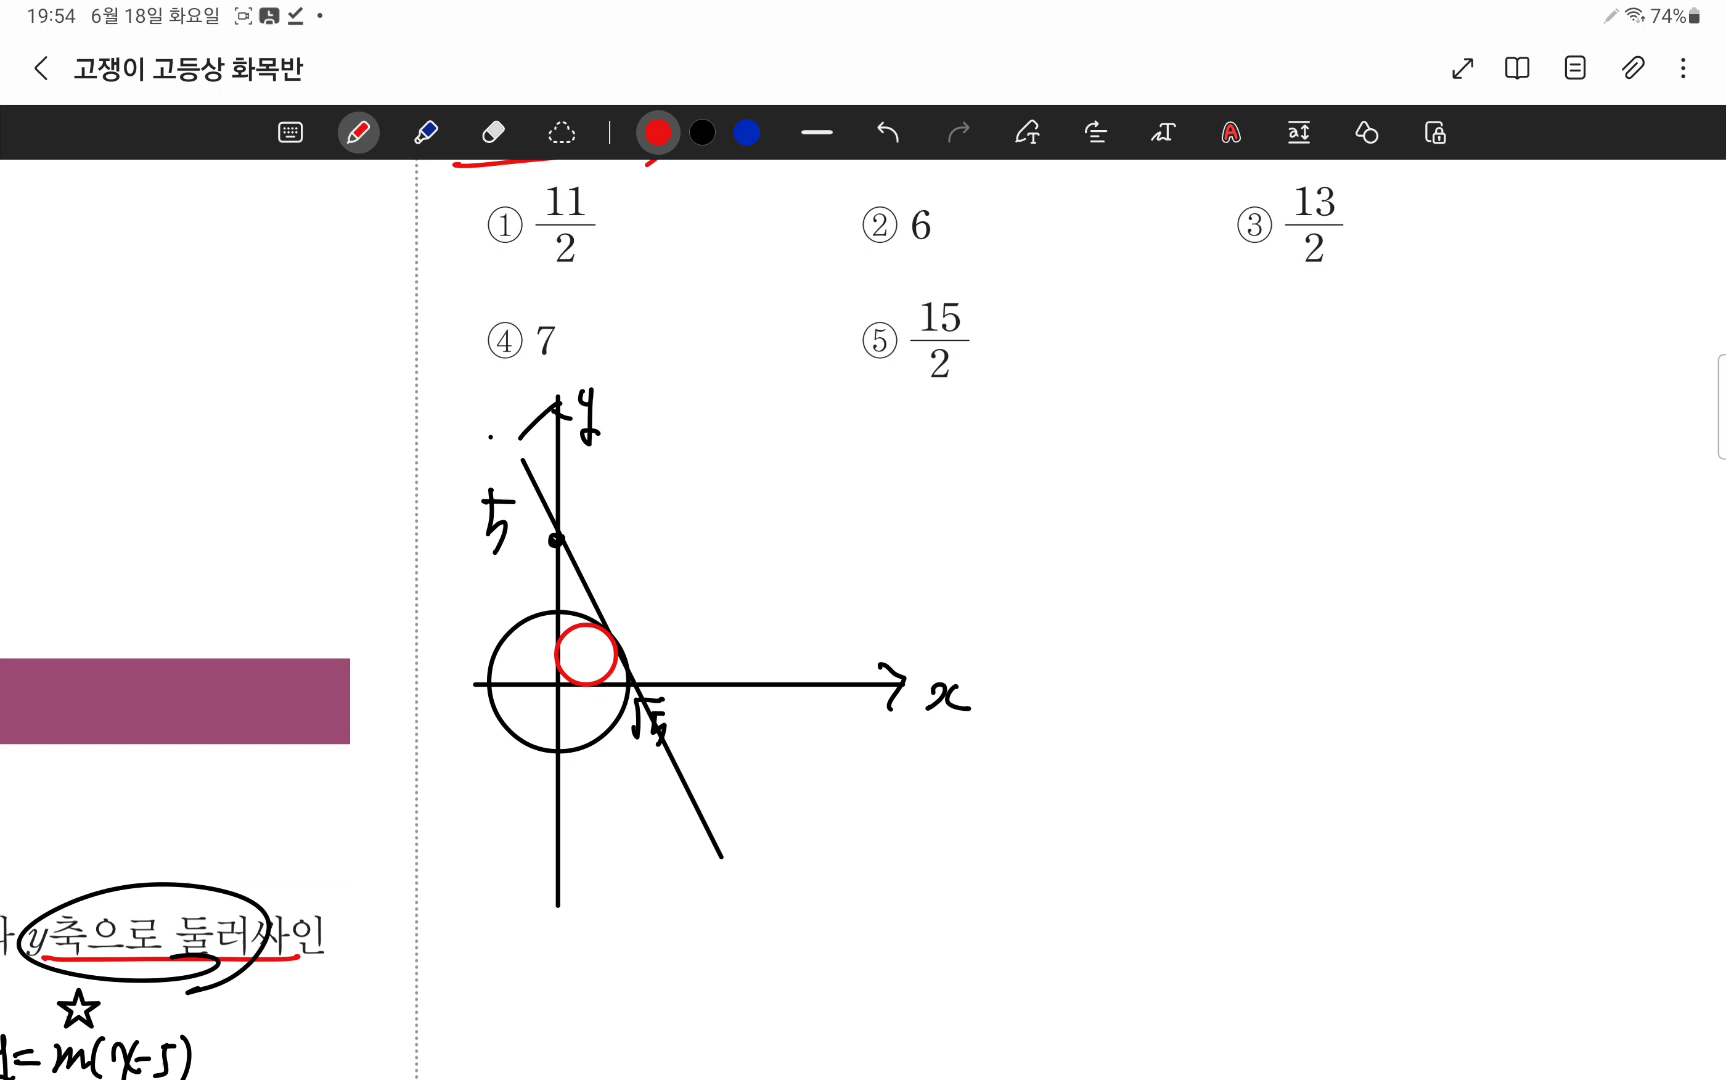 19:54 6월 18일 화요일
74%
고쟁이 고등상 화목반
① 11/2 ② 6 ③ 13/2
④ 7 ⑤ 15/2
y
x
√5
y축으로 둘러싸인
= m(x-5)